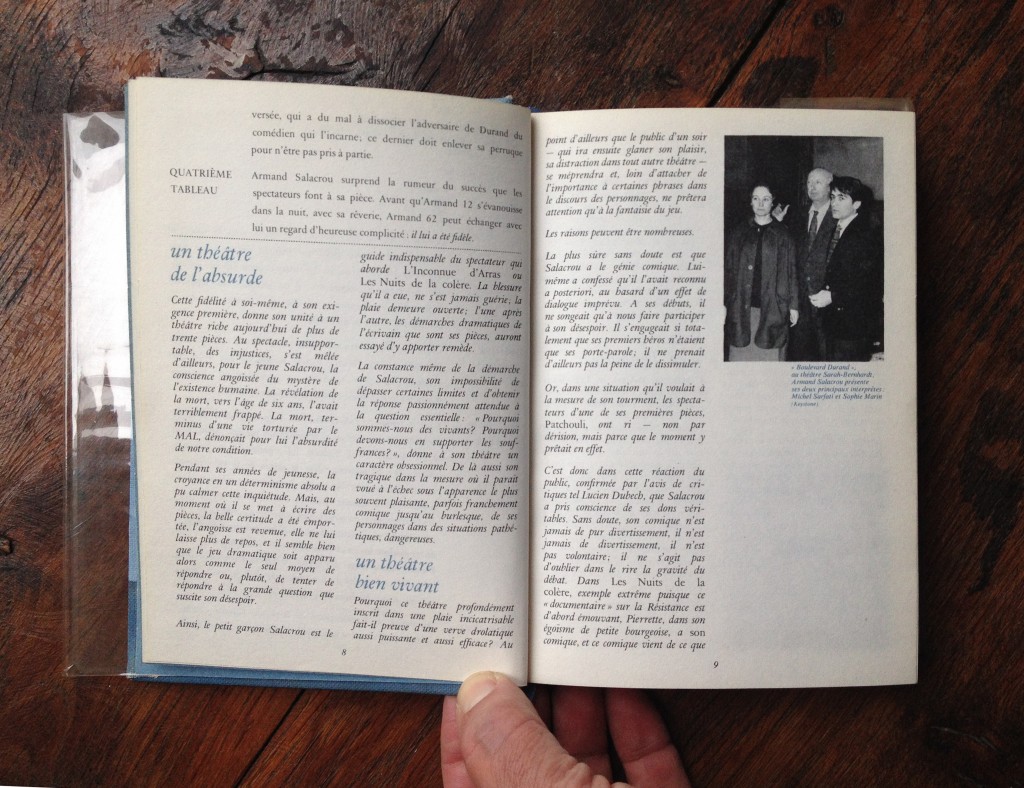 versée, qui a du mal à dissocier l'adversaire de Durand du
comédien qui l'incarne; ce dernier doit enlever sa perruque
pour n'être pas pris à partie.
QUATRIÈME
TABLEAU
Armand Salacrou surprend la rumeur du succès que les
spectateurs font à sa pièce. Avant qu'Armand 12 s'évanouisse
dans la nuit, avec sa rêverie, Armand 62 peut échanger avec
lui un regard d'heureuse complicité : il lui a été fidèle.
un théâtre
de l'absurde
Cette fidélité à soi-même, à son exi-
gence première, donne son unité à un
théâtre riche aujourd'hui de plus de
trente pièces. Au spectacle, insuppor-
table, des injustices, s'est mêlée
d'ailleurs, pour le jeune Salacrou, la
conscience angoissée du mystère de
l'existence humaine. La révélation de
la mort, vers l'âge de six ans, l'avait
terriblement frappé. La mort, ter-
minus d'une vie torturée par le
MAL, dénonçait pour lui l'absurdité
de notre condition.
Pendant ses années de jeunesse, la
croyance en un déterminisme absolu a
pu calmer cette inquiétude. Mais, au
moment où il se met à écrire des
pièces, la belle certitude a été empor-
tée, l'angoisse est revenue, elle ne lui
laisse plus de repos, et il semble bien
que le jeu dramatique soit apparu
alors comme le seul moyen de
répondre ou, plutôt, de tenter de
répondre à la grande question que
suscite son désespoir.
Ainsi, le petit garçon Salacrou est le
guide indispensable du spectateur qui
aborde L'Inconnue d'Arras ou
Les Nuits de la colère. La blessure
qu'il a eue, ne s'est jamais guérie, la
plaie demeure ouverte; l'une après
l'autre, les démarches dramatiques de
l'écrivain que sont ses pièces, auront
essayé d'y apporter remède.
La constance même de la démarche
de Salacrou, son impossibilité de
dépasser certaines limites et d'obtenir
la réponse passionnément attendue à
la question essentielle : « Pourquoi
sommes-nous des vivants? Pourquoi
devons-nous en supporter les souf-
frances? », donne à son théâtre un
caractère obsessionnel. De là aussi son
tragique dans la mesure où il paraît
voué à l'échec sous l'apparence le plus
souvent plaisante, parfois franchement
comique jusqu'au burlesque, de ses
personnages dans des situations pathé-
tiques, dangereuses.
un théâtre
bien vivant
Pourquoi ce théâtre profondément
inscrit dans une plaie incicatrisable
fait-il preuve d'une verve drolatique
aussi puissante et aussi efficace? Au
8
point d'ailleurs que le public d'un soir
— qui ira ensuite glaner son plaisir,
sa distraction dans tout autre théâtre —
se méprendra et, loin d'attacher de
l'importance à certaines phrases dans
le discours des personnages, ne prêtera
attention qu'à la fantaisie du jeu.
Les raisons peuvent être nombreuses.
La plus sûre sans doute est que
Salacrou a le génie comique. Lui-
même a confessé qu'il l'avait reconnu
a posteriori, au hasard d'un effet de
dialogue imprévu. A ses débuts, il
ne songeait qu'à nous faire participer
à son désespoir. Il s'engageait si tota-
lement que ses premiers héros n'étaient
que ses porte-parole; il ne prenait
d'ailleurs pas la peine de le dissimuler.
Or, dans une situation qu'il voulait à
la mesure de son tourment, les specta-
teurs d'une de ses premières pièces,
Patchouli, ont ri — non par
dérision, mais parce que le moment y
prêtait en effet.
C'est donc dans cette réaction du
public, confirmée par l'avis de cri-
tiques tel Lucien Dubech, que Salacrou
a pris conscience de ses dons véri-
tables. Sans doute, son comique n'est
jamais de pur divertissement, il n'est
jamais de divertissement, il n'est
pas volontaire; il ne s'agit pas
d'oublier dans le rire la gravité du
débat. Dans Les Nuits de la
colère, exemple extrême puisque ce
« documentaire » sur la Résistance est
d'abord émouvant, Pierrette, dans son
égoïsme de petite bourgeoise, a son
comique, et ce comique vient de ce que
« Boulevard Durand »,
au théâtre Sarah-Bernhardt.
Armand Salacrou présente
ses deux principaux interprètes :
Michel Sarfati et Sophie Marin
(Keystone)
9